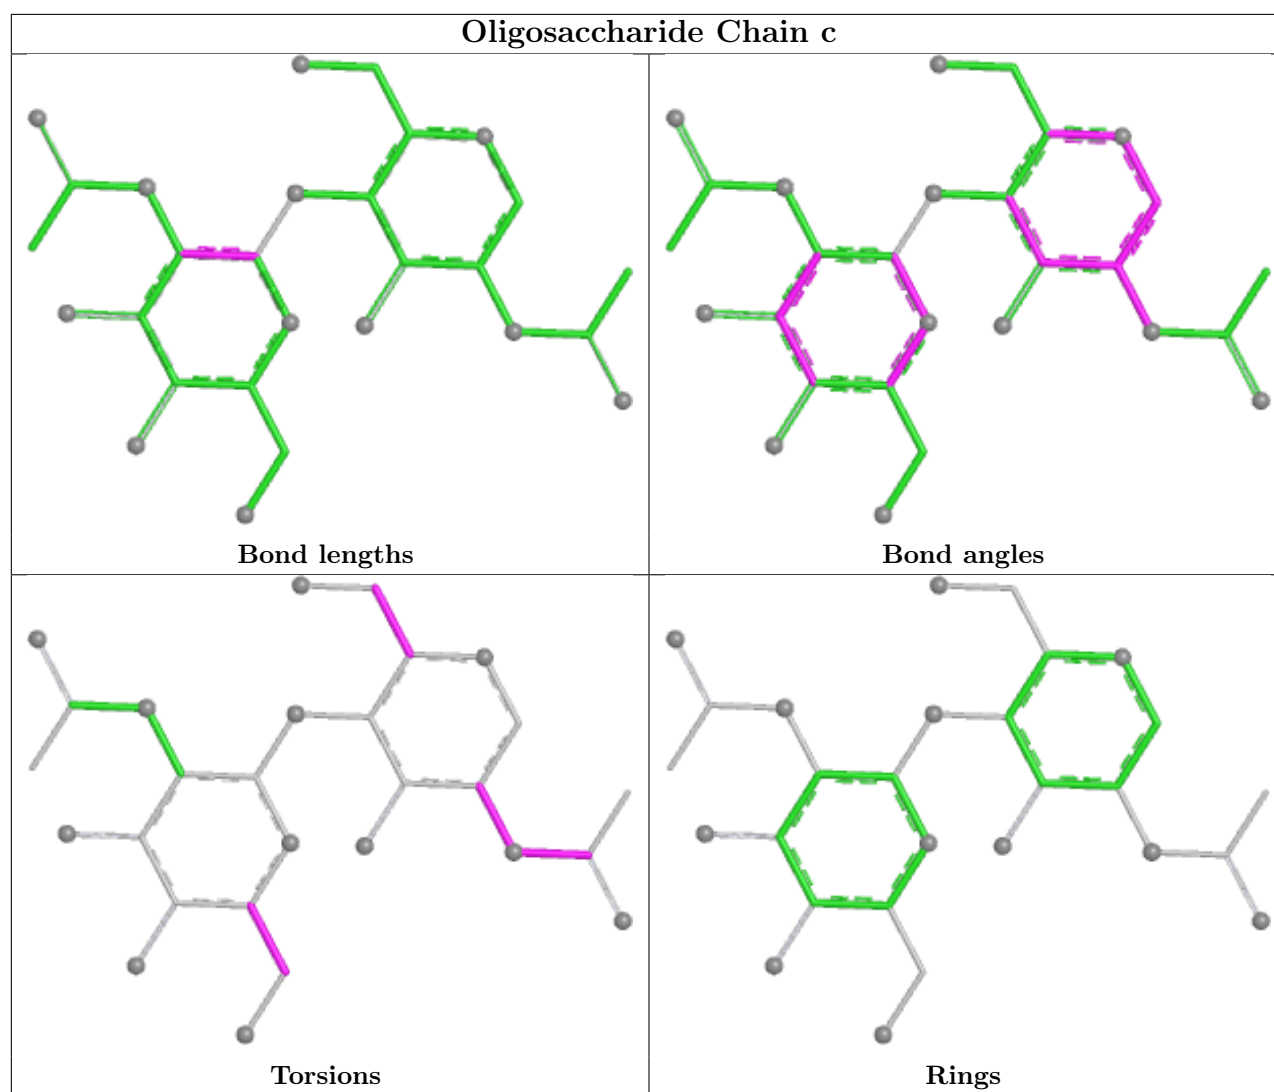 Oligosaccharide Chain c
Bond lengths
Bond angles
Torsions
Rings